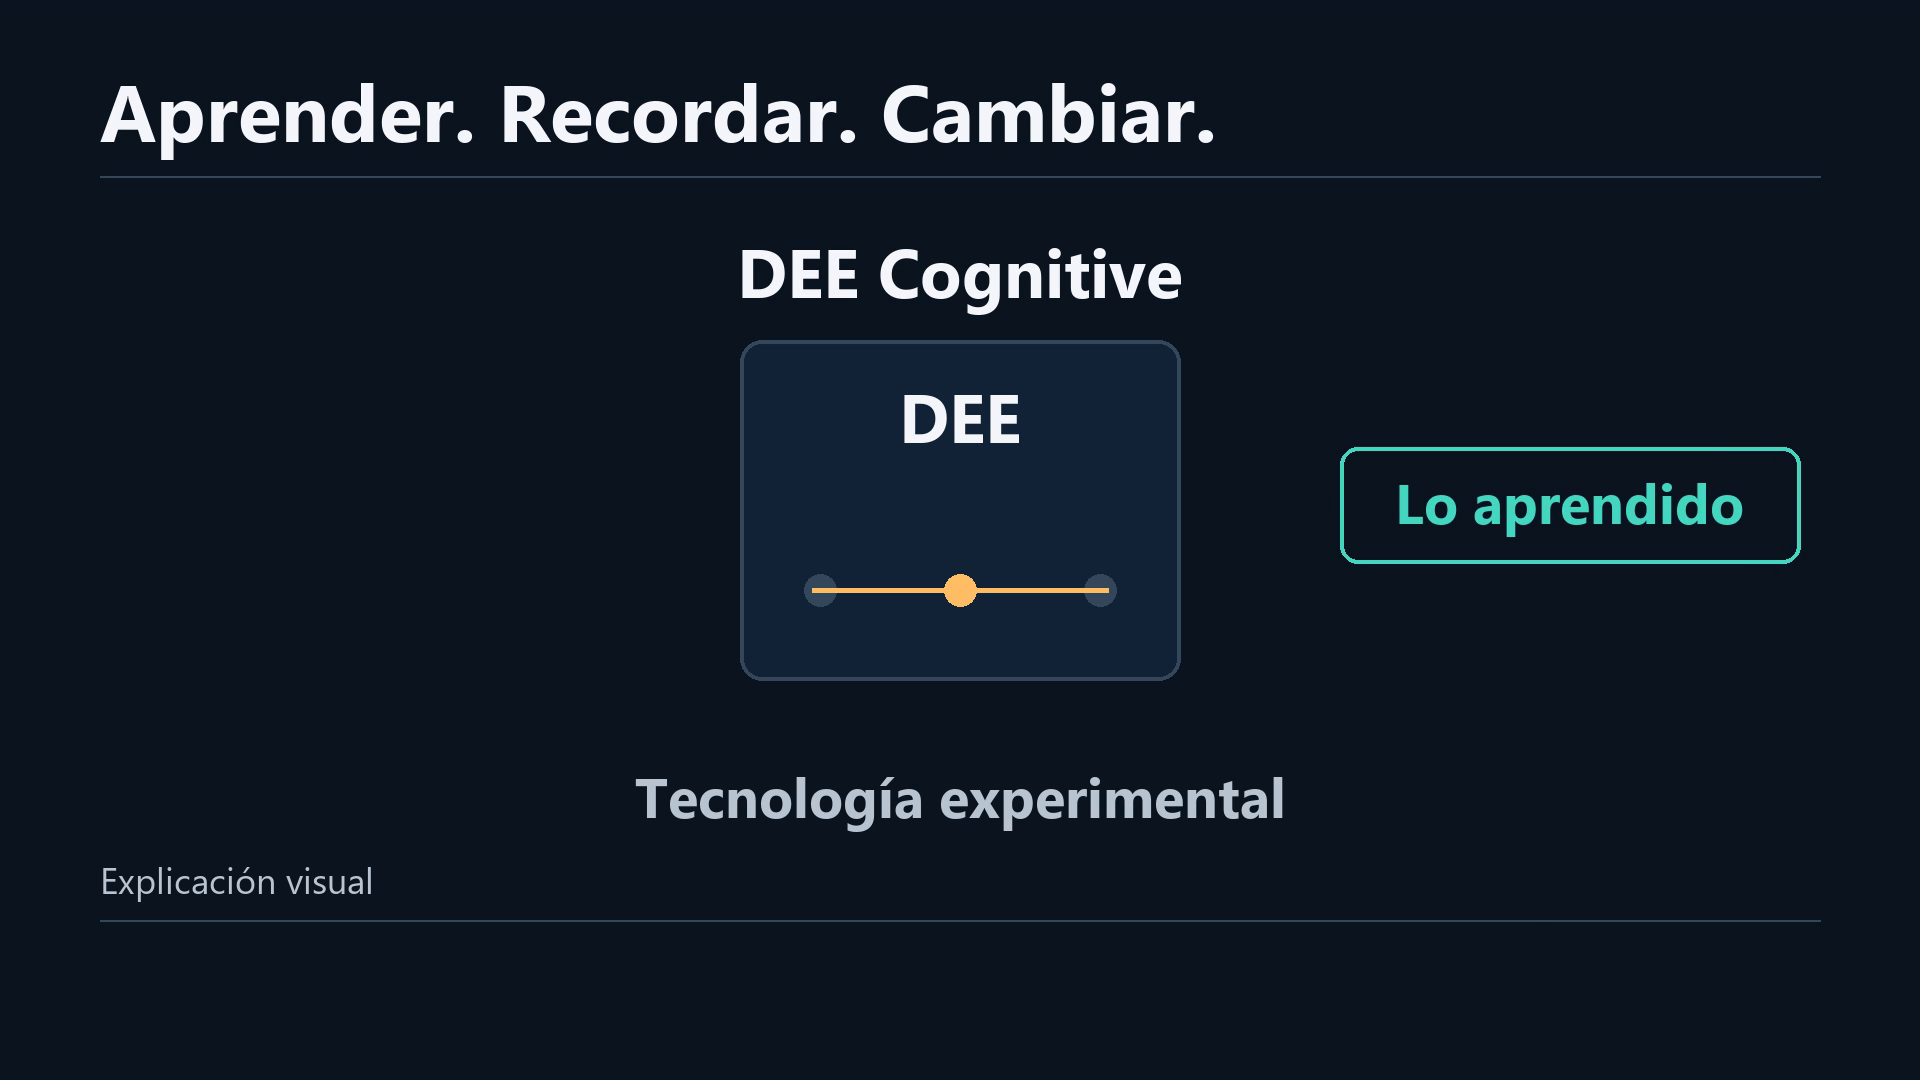 Aprender. Recordar. Cambiar.
DEE Cognitive
DEE
Lo aprendido
Tecnología experimental
Explicación visual